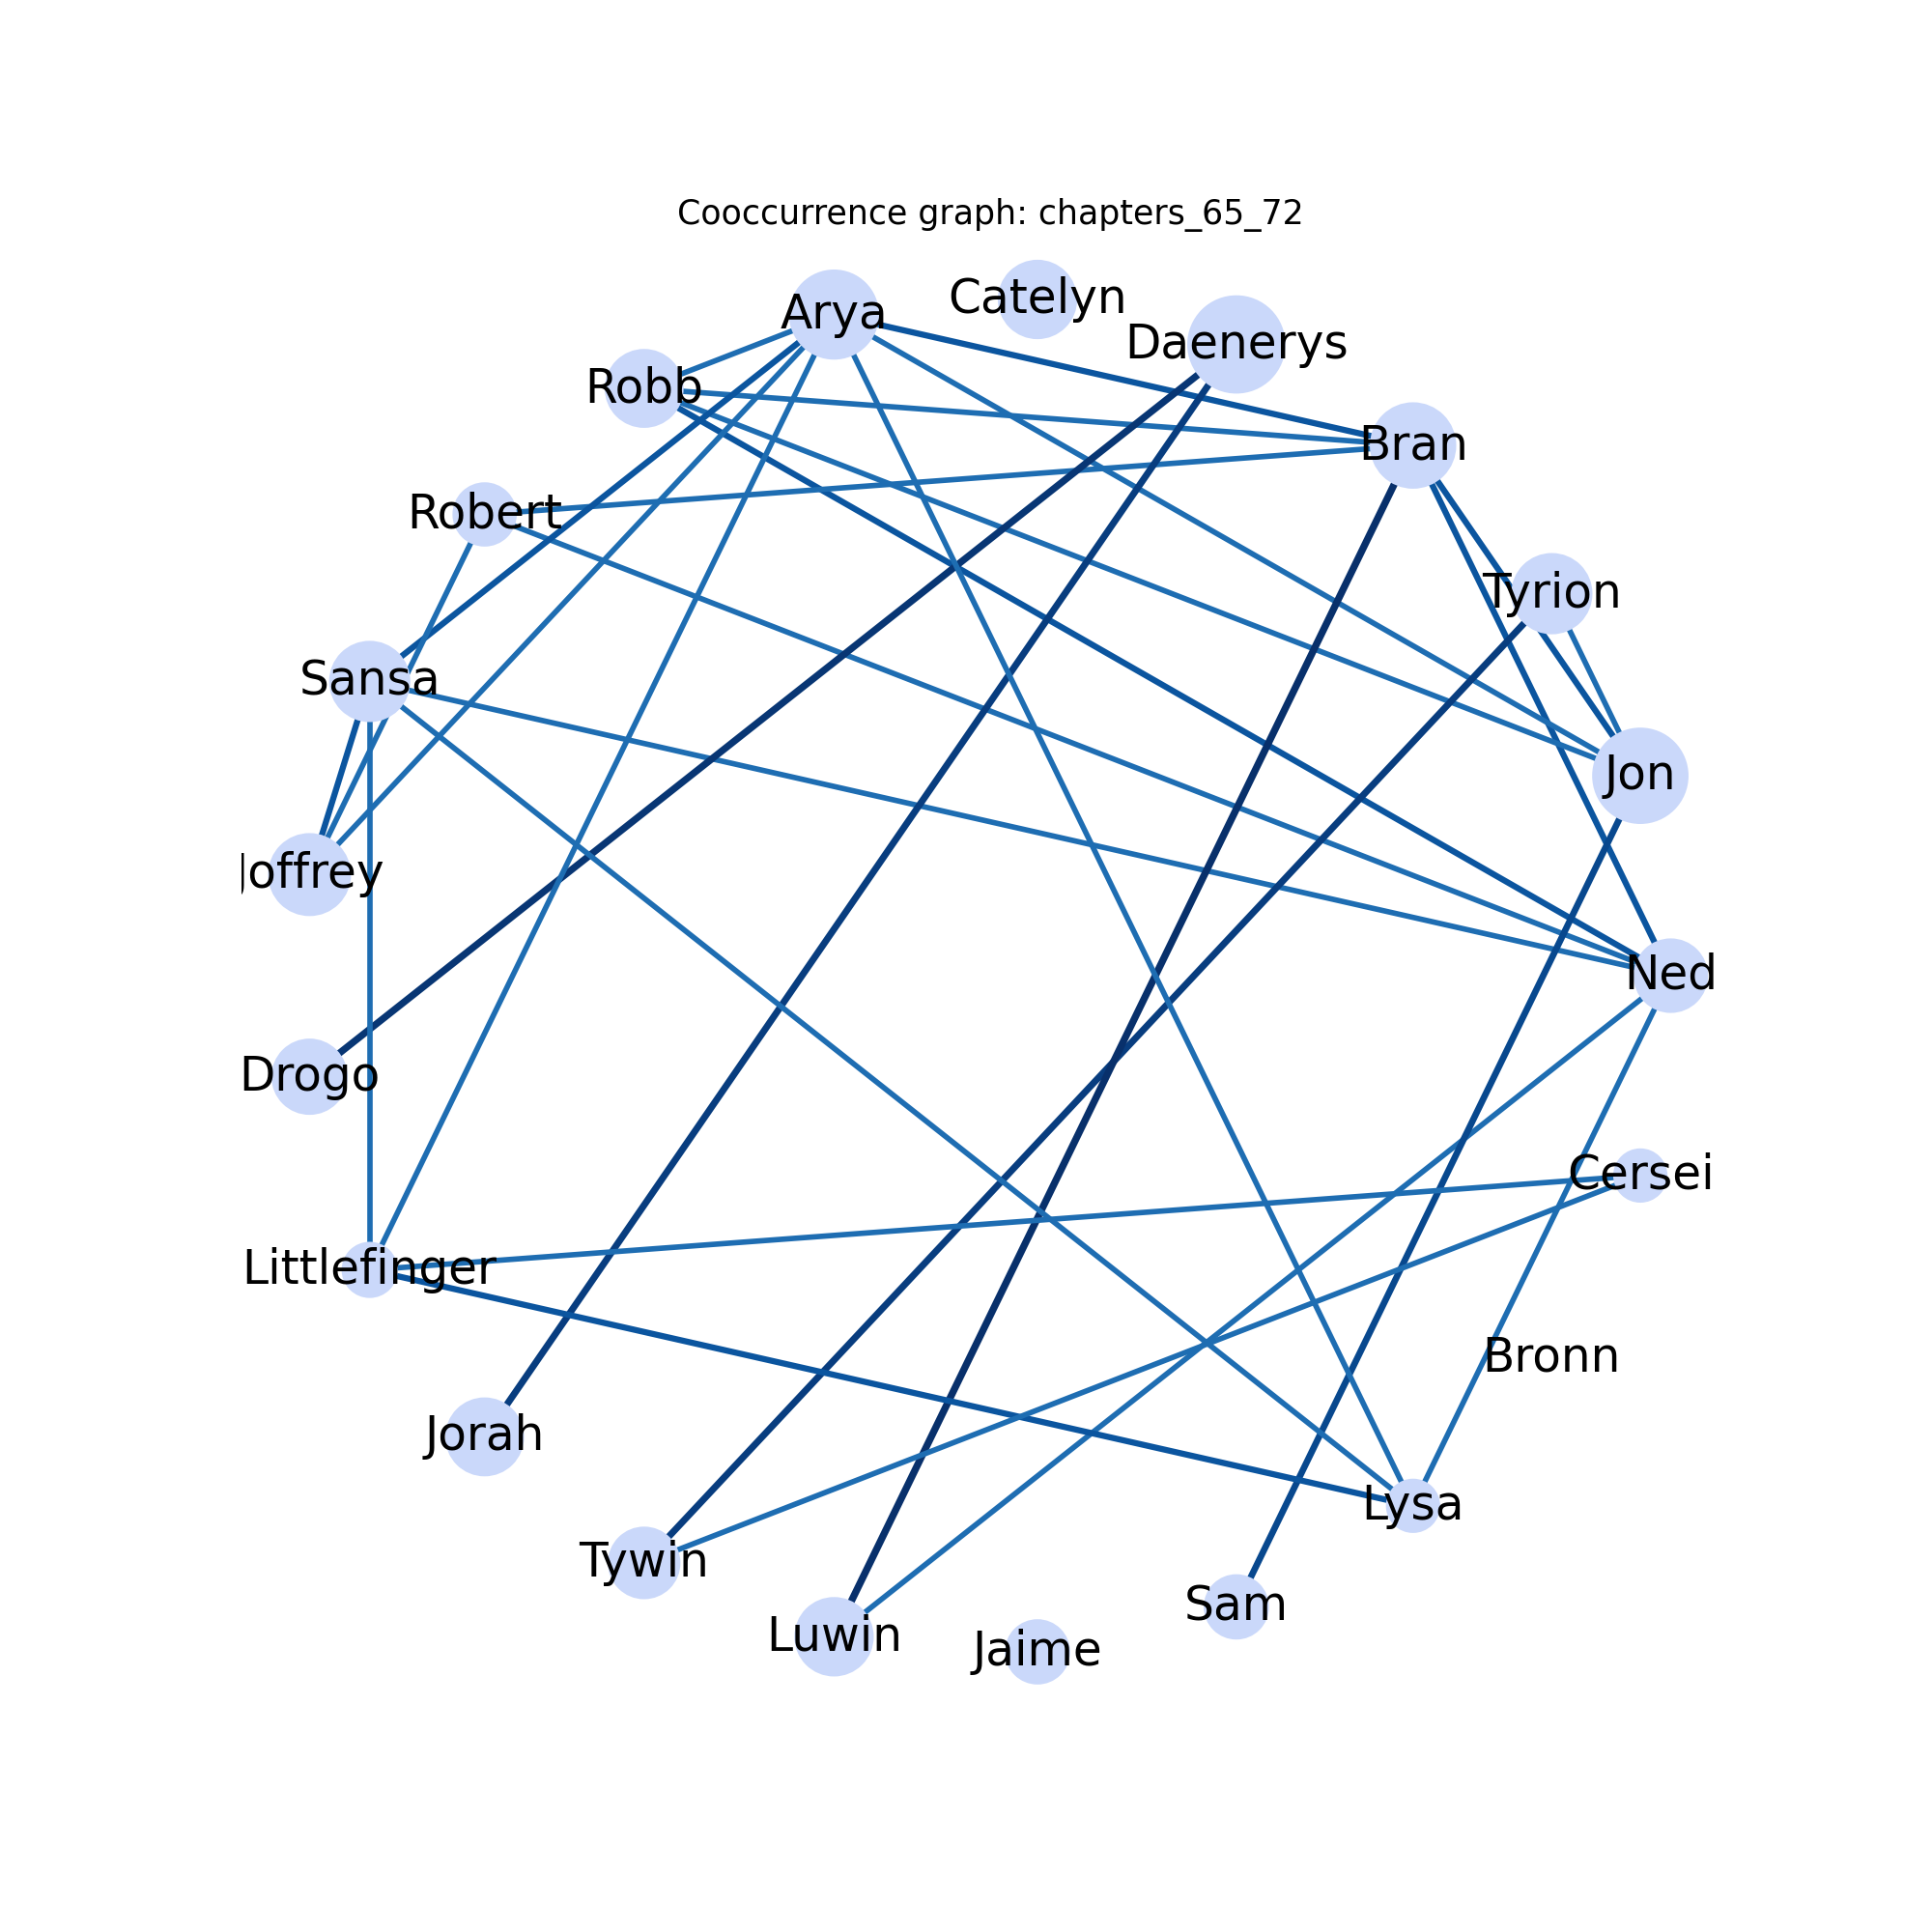 Cooccurrence graph: chapters_65_72
Catelyn
Arya
Daenerys
Robb
Bran
Robert
Tyrion
Sansa
Jon
Joffrey
Ned
Drogo
Cersei
Littlefinger
Bronn
Jorah
Lysa
Tywin
Sam
Luwin
Jaime